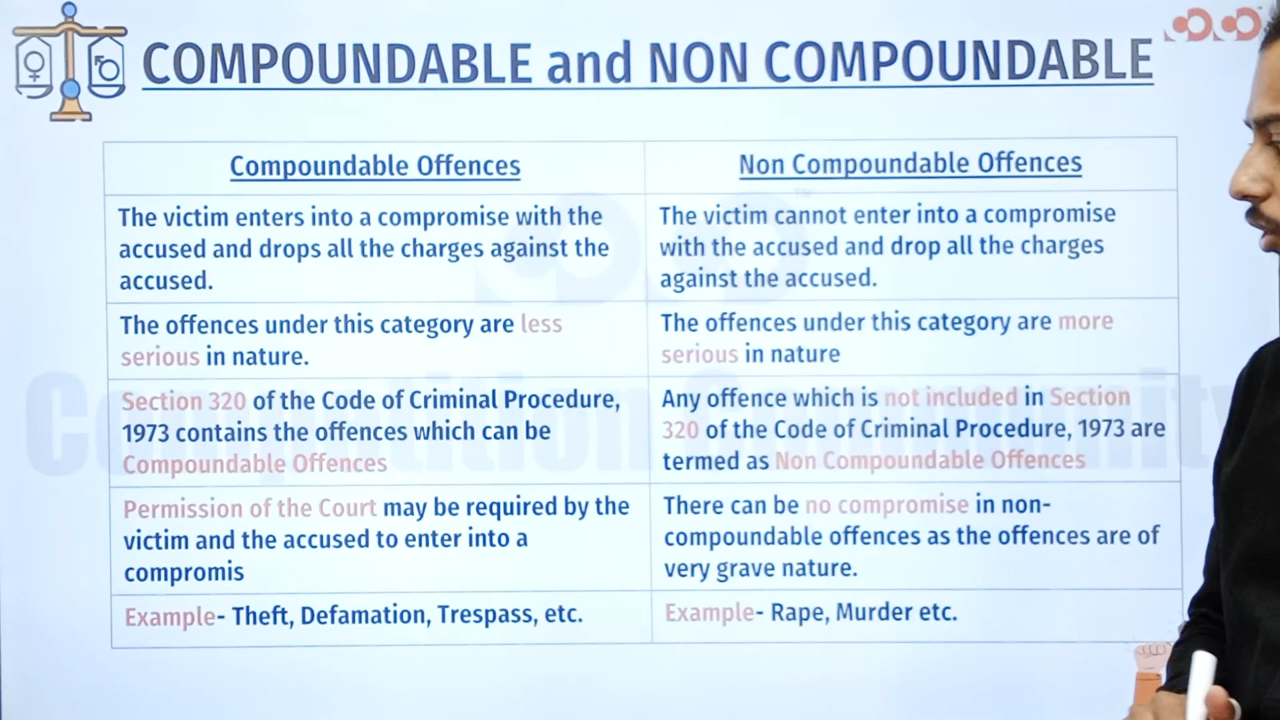 COMPOUNDABLE and NON COMPOUNDABLE
Compoundable Offences
Non Compoundable Offences
The victim enters into a compromise with the
accused and drops all the charges against the
accused.
The victim cannot enter into a compromise
with the accused and drop all the charges
against the accused.
The offences under this category are less
serious in nature.
The offences under this category are more
serious in nature
Section 320 of the Code of Criminal Procedure,
1973 contains the offences which can be
Compoundable Offences
Any offence which is not included in Section
320 of the Code of Criminal Procedure, 1973 are
termed as Non Compoundable Offences
Permission of the Court may be required by the
victim and the accused to enter into a
compromis
There can be no compromise in non-
compoundable offences as the offences are of
very grave nature.
Example- Theft, Defamation, Trespass, etc.
Example- Rape, Murder etc.
Competition Community